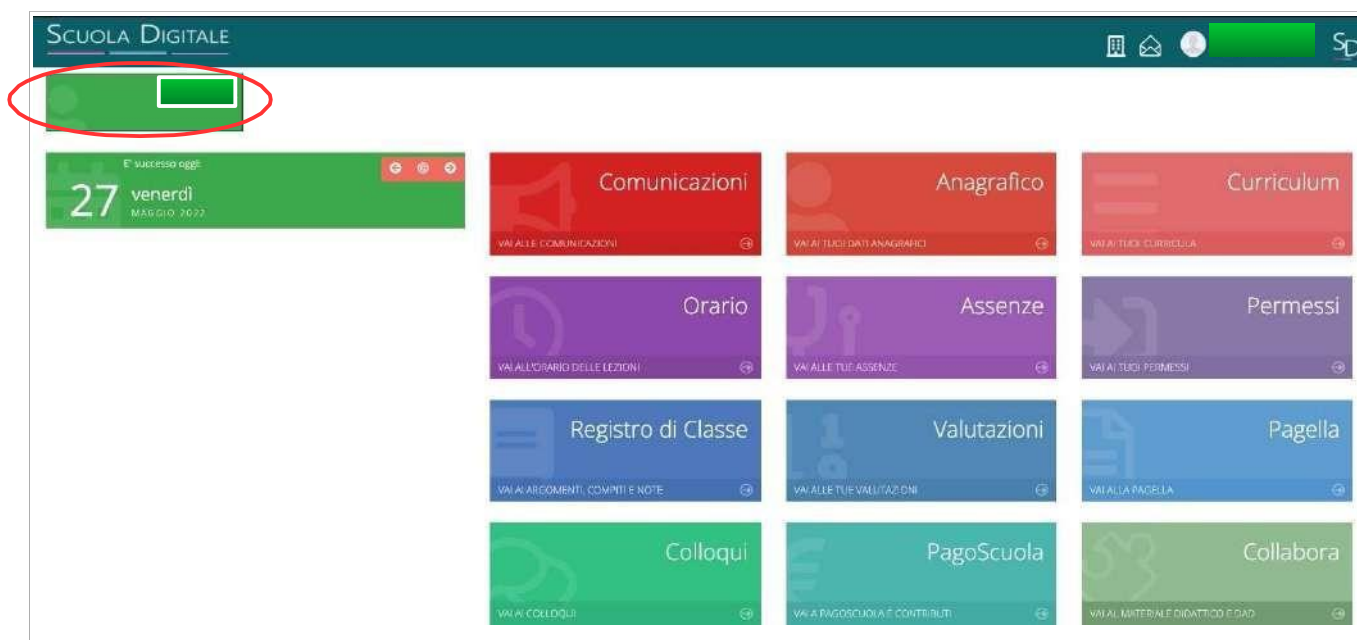 SCUOLA DIGITALE
SD
E' successo oggi:
27 venerdì
MAGGIO 2022
Comunicazioni
VAI ALLE COMUNICAZIONI
Anagrafico
VAI AI TUOI DATI ANAGRAFICI
Curriculum
VAI AI TUOI CURRICULA
Orario
VAI ALL'ORARIO DELLE LEZIONI
Assenze
VAI ALLE TUE ASSENZE
Permessi
VAI AI TUOI PERMESSI
Registro di Classe
VAI AI ARGOMENTI, COMPITI E NOTE
Valutazioni
VAI ALLE TUE VALUTAZIONI
Pagella
VAI ALLA PAGELLA
Colloqui
VAI AI COLLOQUI
PagoScuola
VAI A PAGOSCUOLA E CONTRIBUTI
Collabora
VAI AL MATERIALE DIDATTICO E DAD